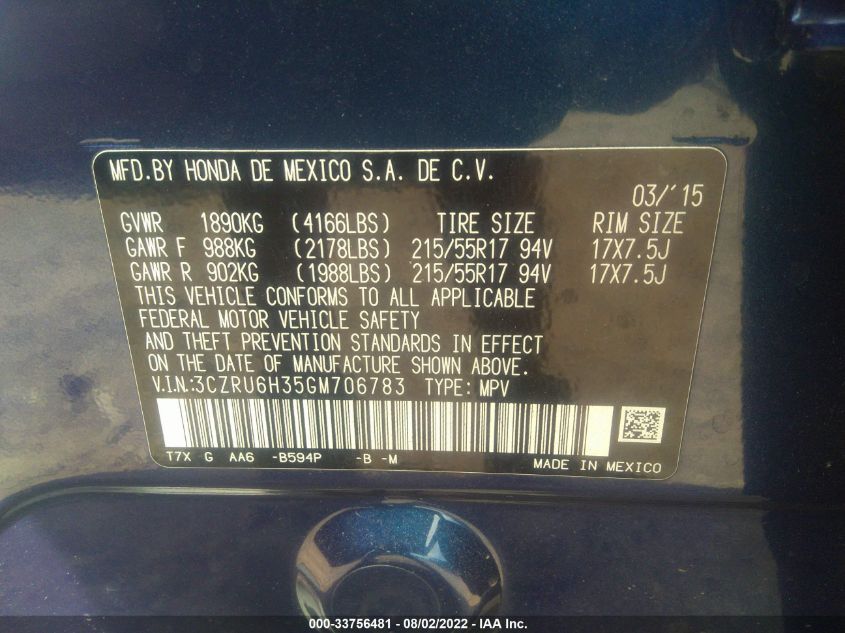 MFD.BY HONDA DE MEXICO S.A. DE C.V.
03/'15
GVWR 1890KG (4166LBS) TIRE SIZE RIM SIZE
GAWR F 988KG (2178LBS) 215/55R17 94V 17X7.5J
GAWR R 902KG (1988LBS) 215/55R17 94V 17X7.5J
THIS VEHICLE CONFORMS TO ALL APPLICABLE
FEDERAL MOTOR VEHICLE SAFETY
AND THEFT PREVENTION STANDARDS IN EFFECT
ON THE DATE OF MANUFACTURE SHOWN ABOVE.
V.I.N.:3CZRU6H35GM706783 TYPE: MPV
T7X G AA6 -B594P -B -M
MADE IN MEXICO
000-33756481 - 08/02/2022 - IAA Inc.